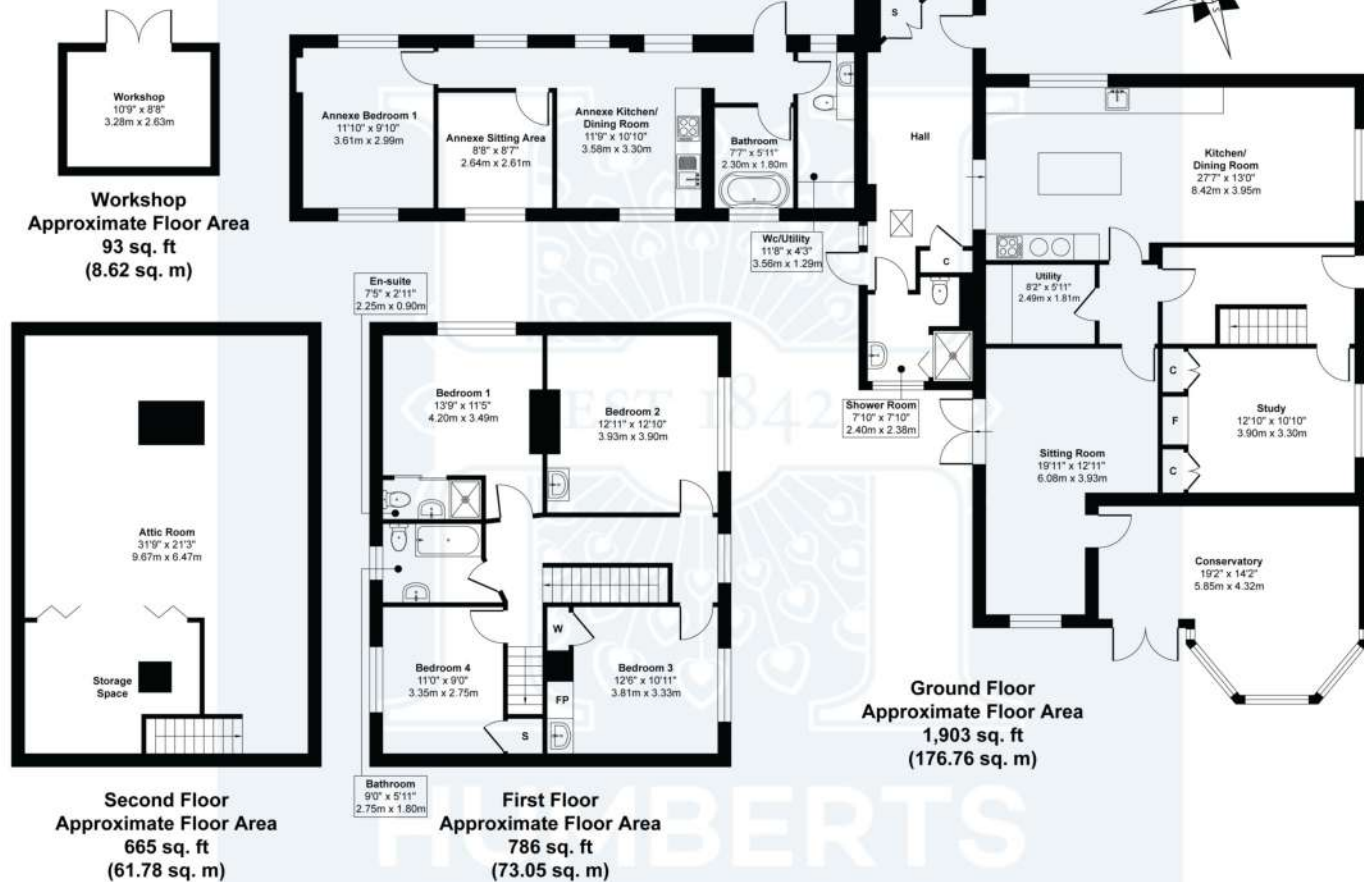 S
S
Workshop
10'9" x 8'8"
3.28m x 2.63m
Workshop
Approximate Floor Area
93 sq. ft
(8.62 sq. m)
Annexe Bedroom 1
11'10" x 9'10"
3.61m x 2.99m
Annexe Sitting Area
8'8" x 8'7"
2.64m x 2.61m
Annexe Kitchen/
Dining Room
11'9" x 10'10"
3.58m x 3.30m
Bathroom
7'7" x 5'11"
2.30m x 1.80m
Wc/Utility
11'8" x 4'3"
3.56m x 1.29m
Hall
C
Kitchen/
Dining Room
27'7" x 13'0"
8.42m x 3.95m
Utility
8'2" x 5'11"
2.49m x 1.81m
Shower Room
7'10" x 7'10"
2.40m x 2.38m
Sitting Room
19'11" x 12'11"
6.08m x 3.93m
C
F
C
Study
12'10" x 10'10"
3.90m x 3.30m
Conservatory
19'2" x 14'2"
5.85m x 4.32m
Ground Floor
Approximate Floor Area
1,903 sq. ft
(176.76 sq. m)
En-suite
7'5" x 2'11"
2.25m x 0.90m
Bedroom 1
13'9" x 11'5"
4.20m x 3.49m
Bedroom 2
12'11" x 12'10"
3.93m x 3.90m
EST 1842
Bedroom 4
11'0" x 9'0"
3.35m x 2.75m
W
FP
S
Bedroom 3
12'6" x 10'11"
3.81m x 3.33m
Bathroom
9'0" x 5'11"
2.75m x 1.80m
First Floor
Approximate Floor Area
786 sq. ft
(73.05 sq. m)
Attic Room
31'9" x 21'3"
9.67m x 6.47m
Storage
Space
Second Floor
Approximate Floor Area
665 sq. ft
(61.78 sq. m)
HUMBERTS